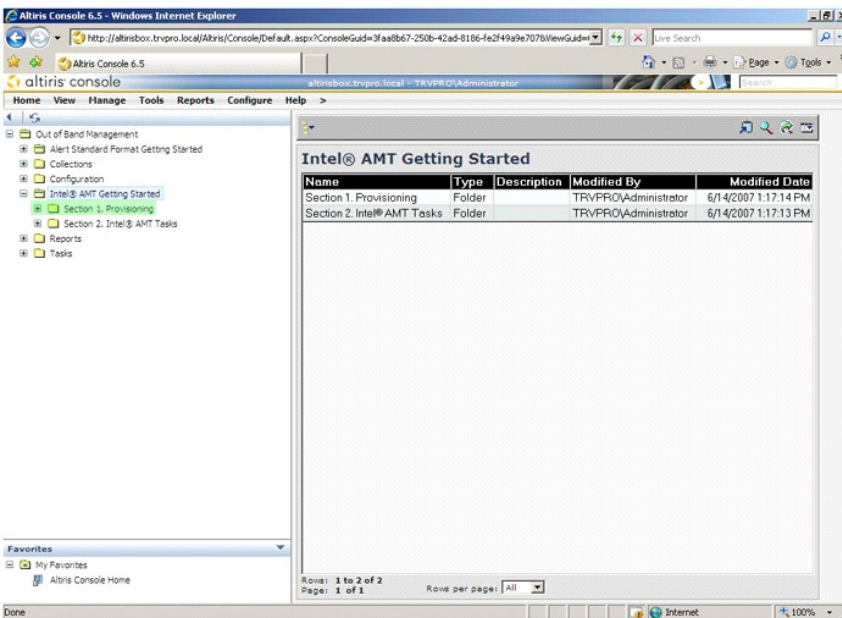 Altiris Console 6.5 - Windows Internet Explorer
http://altirisbox.trvpro.local/Altiris/Console/Default.aspx?ConsoleGuid=3faa8b67-250b-42ad-8186-fe2f49a9e707&ViewGuid=
Live Search
Altiris Console 6.5
Page
Tools
altiris console
altirisbox.trvpro.local - TRVPRO\Administrator
Search
Home View Manage Tools Reports Configure Help >
Out of Band Management
Alert Standard Format Getting Started
Collections
Configuration
Intel® AMT Getting Started
Section 1. Provisioning
Section 2. Intel® AMT Tasks
Reports
Tasks
Intel® AMT Getting Started
Name Type Description Modified By Modified Date
Section 1. Provisioning Folder TRVPRO\Administrator 6/14/2007 1:17:14 PM
Section 2. Intel® AMT Tasks Folder TRVPRO\Administrator 6/14/2007 1:17:13 PM
Favorites
My Favorites
Altris Console Home
Rows: 1 to 2 of 2
Page: 1 of 1
Rows per page: All
Done
Internet
100%